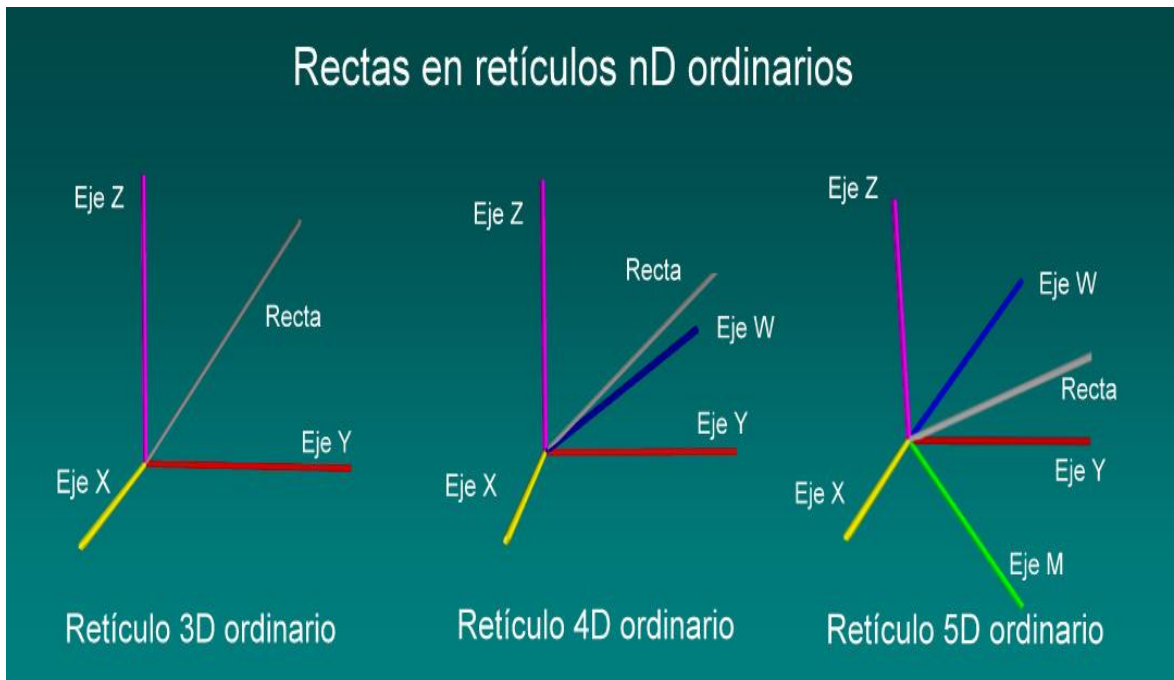 Rectas en retículos nD ordinarios
Eje Z
Recta
Eje Y
Eje X
Retículo 3D ordinario
Eje Z
Recta
Eje W
Eje Y
Eje X
Retículo 4D ordinario
Eje Z
Eje W
Recta
Eje Y
Eje X
Eje M
Retículo 5D ordinario